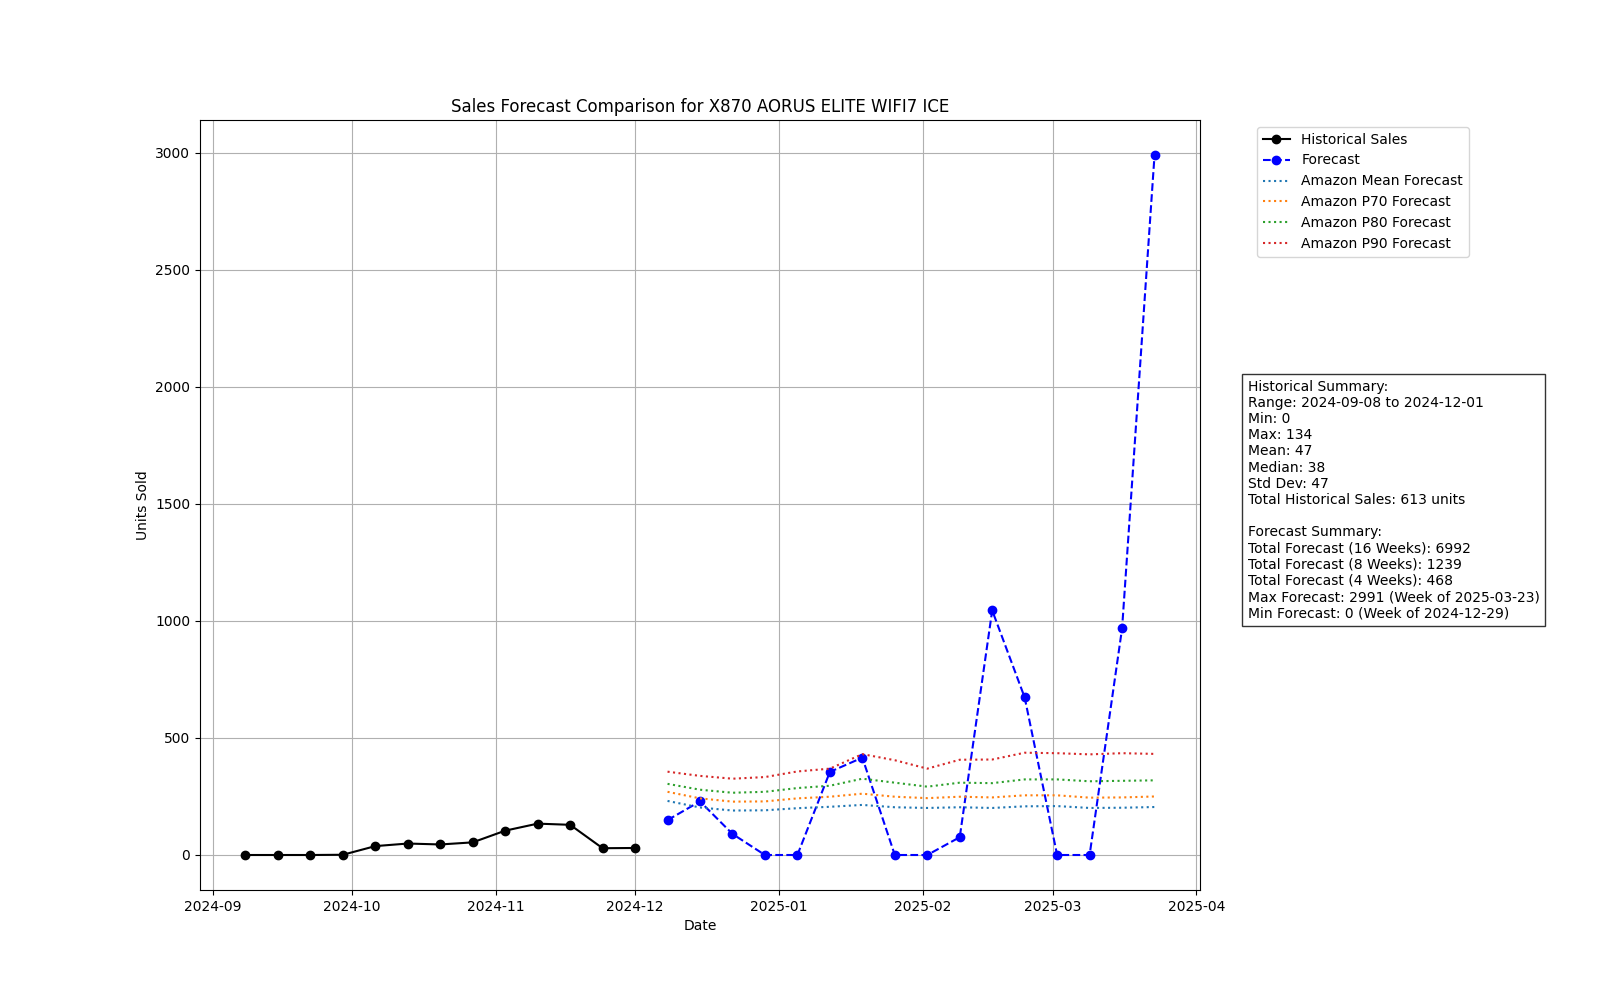 Sales Forecast Comparison for X870 AORUS ELITE WIFI7 ICE
3000
2500
2000
1500
1000
500
0
Units Sold
2024-09
2024-10
2024-11
2024-12
2025-01
2025-02
2025-03
2025-04
Date
Historical Sales
Forecast
Amazon Mean Forecast
Amazon P70 Forecast
Amazon P80 Forecast
Amazon P90 Forecast
Historical Summary:
Range: 2024-09-08 to 2024-12-01
Min: 0
Max: 134
Mean: 47
Median: 38
Std Dev: 47
Total Historical Sales: 613 units
Forecast Summary:
Total Forecast (16 Weeks): 6992
Total Forecast (8 Weeks): 1239
Total Forecast (4 Weeks): 468
Max Forecast: 2991 (Week of 2025-03-23)
Min Forecast: 0 (Week of 2024-12-29)